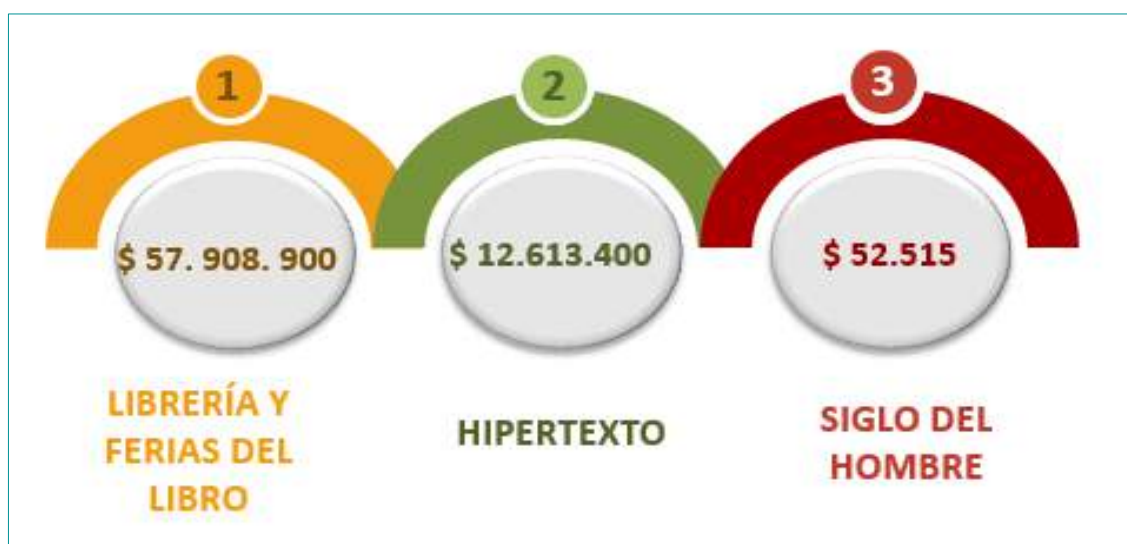 1
2
3
$ 57. 908. 900
$ 12.613.400
$ 52.515
LIBRERÍA Y
FERIAS DEL
LIBRO
HIPERTEXTO
SIGLO DEL
HOMBRE